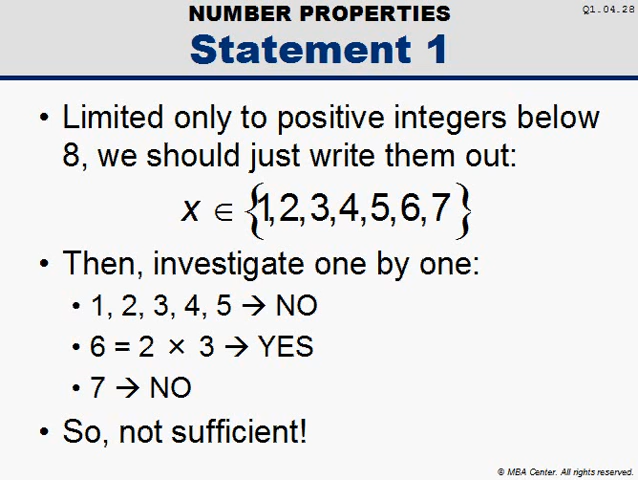 NUMBER PROPERTIES
Q1.04.28
Statement 1
• Limited only to positive integers below
8, we should just write them out:
x ∈ {1,2,3,4,5,6,7}
• Then, investigate one by one:
• 1, 2, 3, 4, 5 → NO
• 6 = 2 × 3 → YES
• 7 → NO
• So, not sufficient!
© MBA Center. All rights reserved.